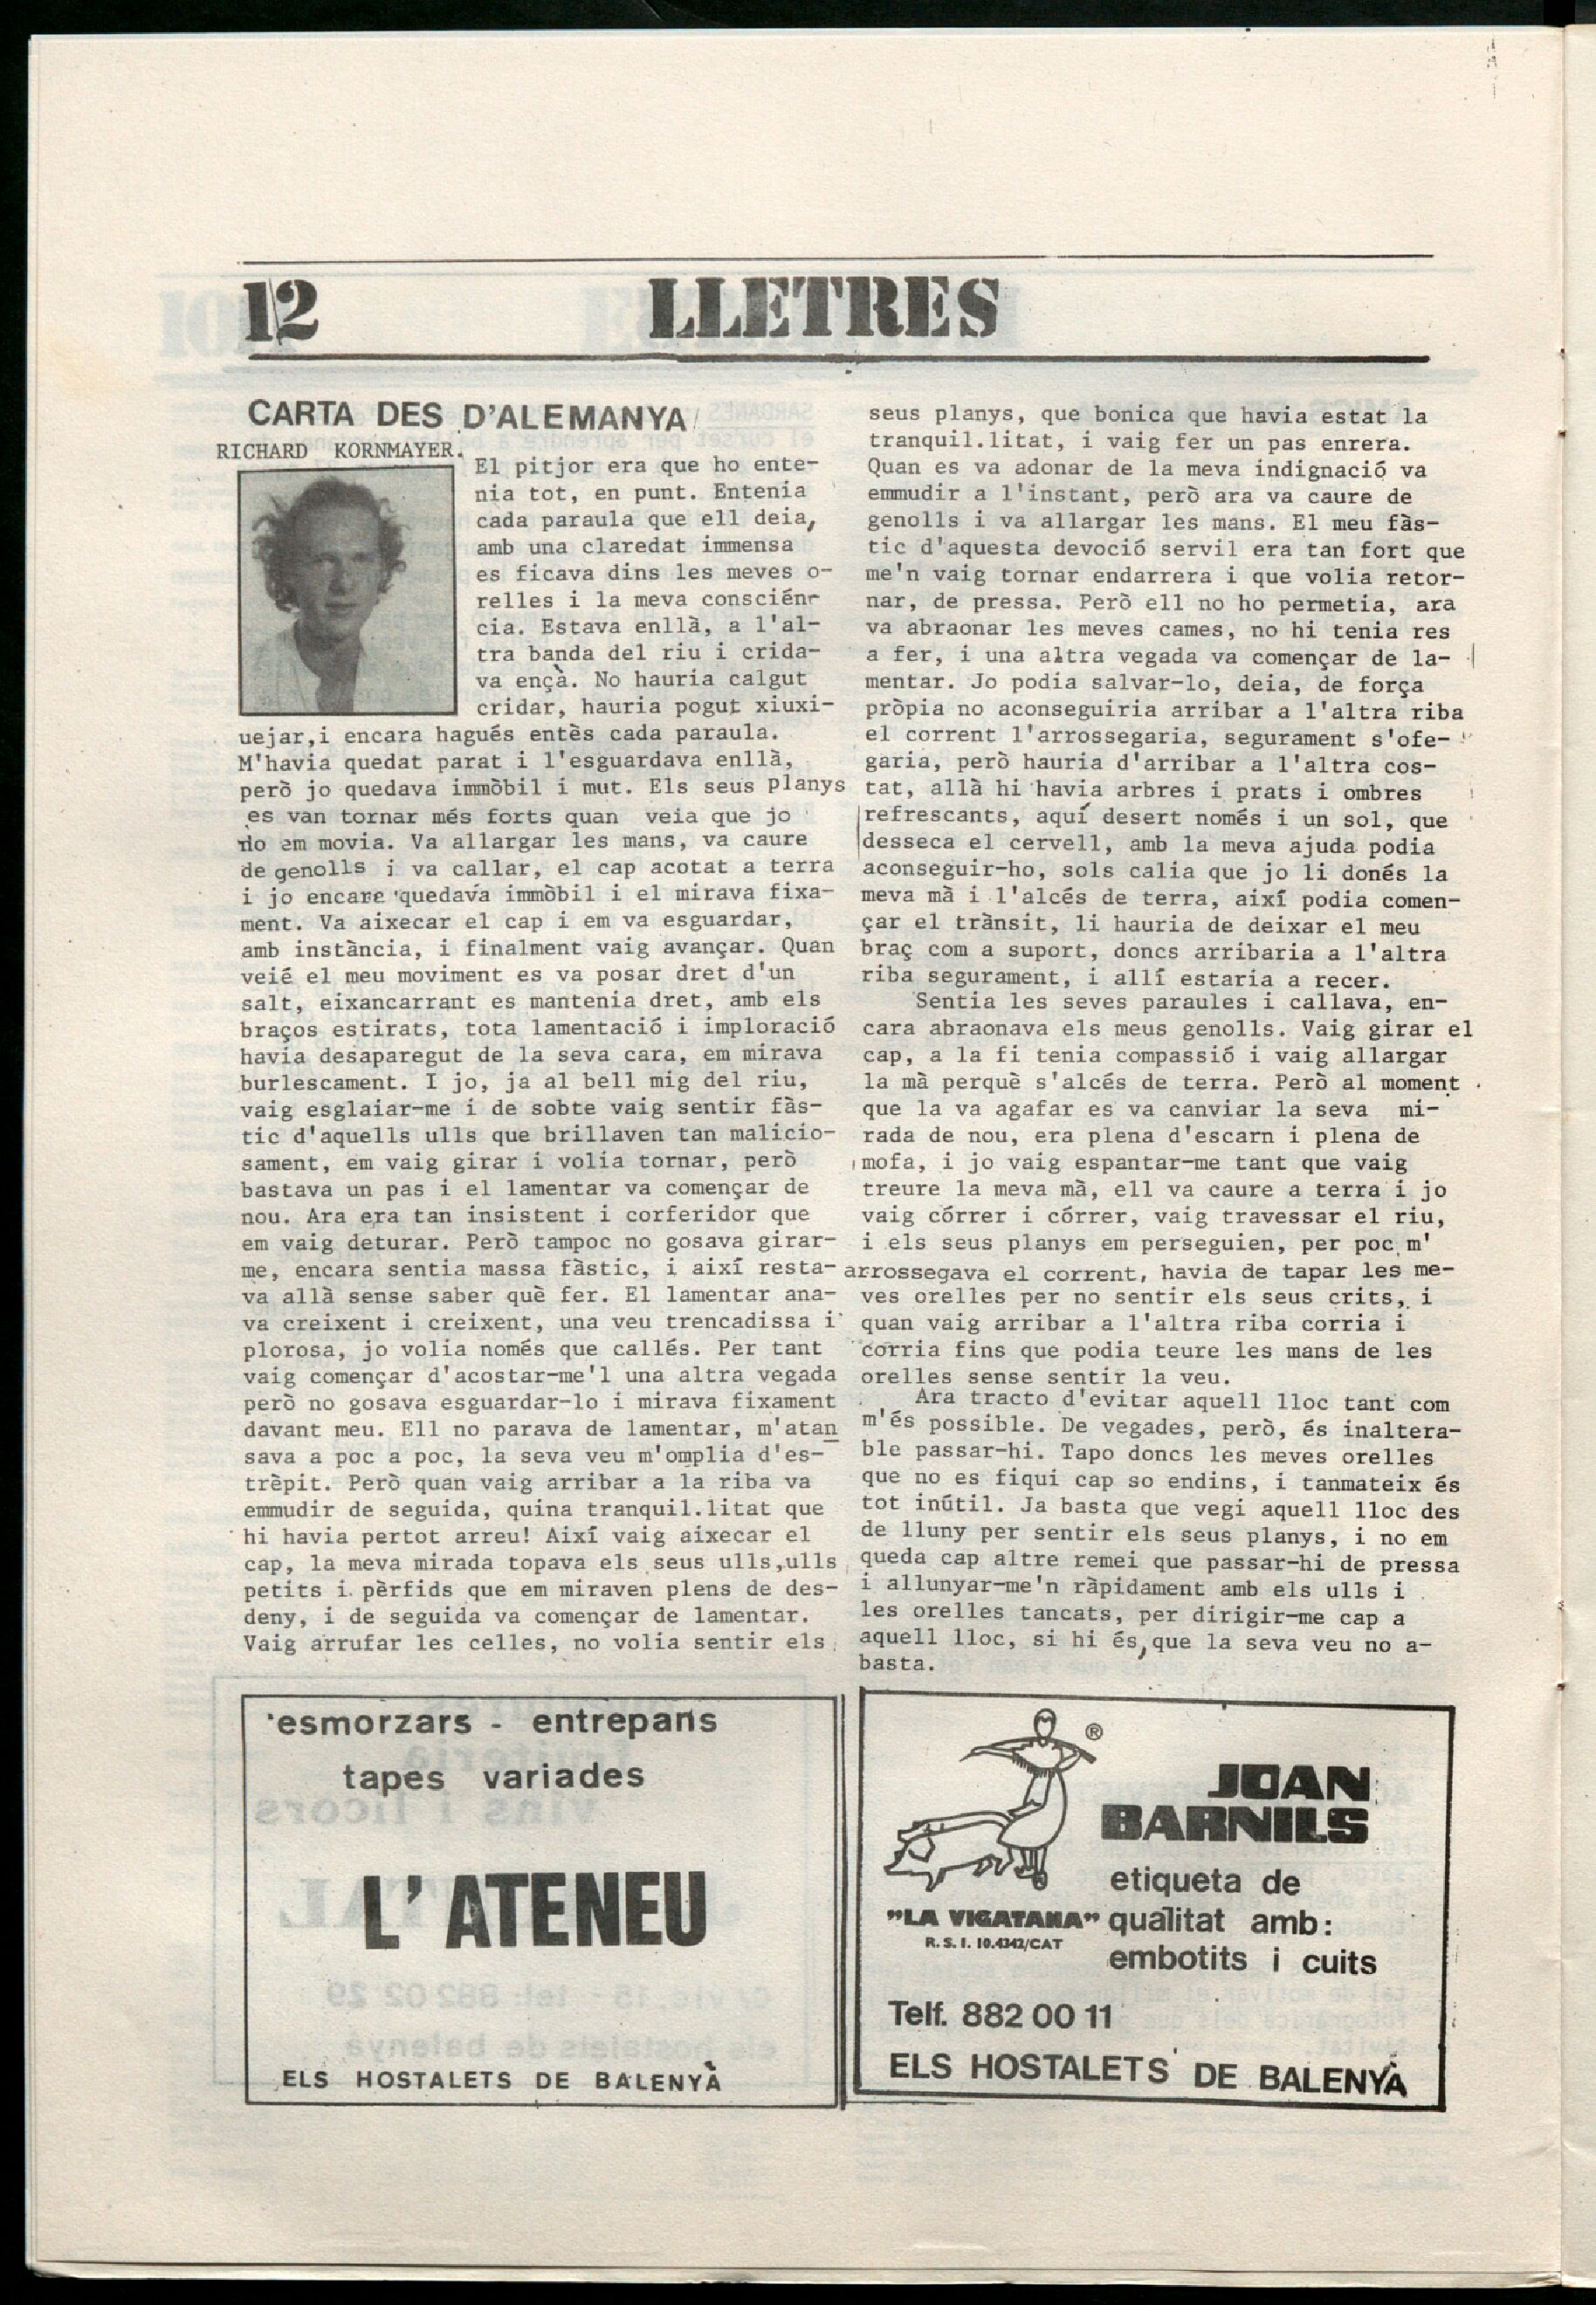 12 LLETRES
CARTA DES D'ALEMANYA
RICHARD KORNMAYER.
El pitjor era que ho ente-
nia tot, en punt. Entenia
cada paraula que ell deia,
amb una claredat immensa
es ficava dins les meves o-
relles i la meva conscién-
cia. Estava enllà, a l'al-
tra banda del riu i crida-
va ençà. No hauria calgut
cridar, hauria pogut xiuxi-
uejar,i encara hagués entès cada paraula.
M'havia quedat parat i l'esguardava enllà,
però jo quedava immòbil i mut. Els seus planys
es van tornar més forts quan veia que jo
no em movia. Va allargar les mans, va caure
de genolls i va callar, el cap acotat a terra
i jo encare quedava immòbil i el mirava fixa-
ment. Va aixecar el cap i em va esguardar,
amb instància, i finalment vaig avançar. Quan
veié el meu moviment es va posar dret d'un
salt, eixancarrant es mantenia dret, amb els
braços estirats, tota lamentació i imploració
havia desaparegut de la seva cara, em mirava
burlescament. I jo, ja al bell mig del riu,
vaig esglaiar-me i de sobte vaig sentir fàs-
tic d'aquells ulls que brillaven tan malicio-
sament, em vaig girar i volia tornar, però
bastava un pas i el lamentar va començar de
nou. Ara era tan insistent i corferidor que
em vaig deturar. Però tampoc no gosava girar-
me, encara sentia massa fàstic, i així resta-
va allà sense saber què fer. El lamentar ana-
va creixent i creixent, una veu trencadissa i
plorosa, jo volia només que callés. Per tant
vaig començar d'acostar-me'l una altra vegada
però no gosava esguardar-lo i mirava fixament
davant meu. Ell no parava de lamentar, m'atan
sava a poc a poc, la seva veu m'omplia d'es-
trèpit. Però quan vaig arribar a la riba va
emmudir de seguida, quina tranquil.litat que
hi havia pertot arreu! Així vaig aixecar el
cap, la meva mirada topava els seus ulls,ulls
petits i pèrfids que em miraven plens de des-
deny, i de seguida va començar de lamentar.
Vaig arrufar les celles, no volia sentir els
seus planys, que bonica que havia estat la
tranquil.litat, i vaig fer un pas enrera.
Quan es va adonar de la meva indignació va
emmudir a l'instant, però ara va caure de
genolls i va allargar les mans. El meu fàs-
tic d'aquesta devoció servil era tan fort que
me'n vaig tornar endarrera i que volia retor-
nar, de pressa. Però ell no ho permetia, ara
va abraonar les meves cames, no hi tenia res
a fer, i una altra vegada va començar de la-
mentar. Jo podia salvar-lo, deia, de força
pròpia no aconseguiria arribar a l'altra riba
el corrent l'arrossegaria, segurament s'ofe-
garia, però hauria d'arribar a l'altra cos-
tat, allà hi havia arbres i prats i ombres
refrescants, aquí desert només i un sol, que
desseca el cervell, amb la meva ajuda podia
aconseguir-ho, sols calia que jo li donés la
meva mà i l'alcés de terra, així podia comen-
çar el trànsit, li hauria de deixar el meu
braç com a suport, doncs arribaria a l'altra
riba segurament, i allí estaria a recer.
Sentia les seves paraules i callava, en-
cara abraonava els meus genolls. Vaig girar el
cap, a la fi tenia compassió i vaig allargar
la mà perquè s'alcés de terra. Però al moment
que la va agafar es va canviar la seva mi-
rada de nou, era plena d'escarn i plena de
mofa, i jo vaig espantar-me tant que vaig
treure la meva mà, ell va caure a terra i jo
vaig córrer i córrer, vaig travessar el riu,
i els seus planys em perseguien, per poc m'
arrossegava el corrent, havia de tapar les me-
ves orelles per no sentir els seus crits, i
quan vaig arribar a l'altra riba corria i
corria fins que podia teure les mans de les
orelles sense sentir la veu.
Ara tracto d'evitar aquell lloc tant com
m'és possible. De vegades, però, és inaltera-
ble passar-hi. Tapo doncs les meves orelles
que no es fiqui cap so endins, i tanmateix és
tot inútil. Ja basta que vegi aquell lloc des
de lluny per sentir els seus planys, i no em
queda cap altre remei que passar-hi de pressa
i allunyar-me'n ràpidament amb els ulls i
les orelles tancats, per dirigir-me cap a
aquell lloc, si hi és,que la seva veu no a-
basta.
esmorzars - entrepans
tapes variades
L'ATENEU
ELS HOSTALETS DE BALENYÀ
®
JOAN
BARNILS
etiqueta de
"LA VIGATANA" qualitat amb:
R.S.I. 10.4342/CAT
embotits i cuits
Telf. 882 00 11
ELS HOSTALETS DE BALENYÀ